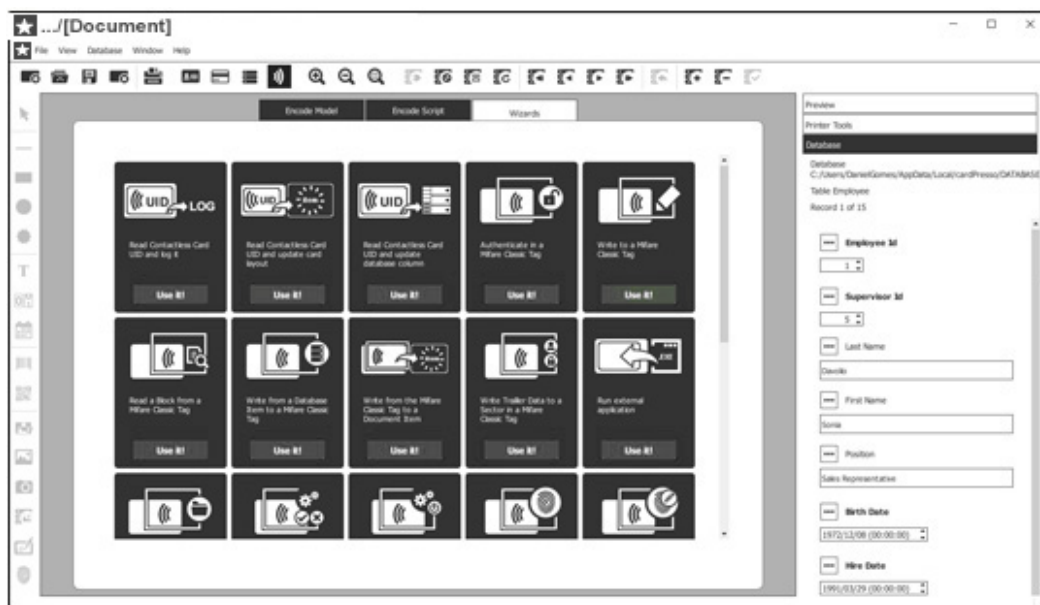 .../[Document]
File View Database Window Help
Encode Model Encode Script Wizards
UID LOG
Read Contactless Card
UID and log it
Use it!
UID Item
Read Contactless Card
UID and update card
layout
Use it!
UID
Read Contactless Card
UID and update
database column
Use it!
Authenticate in a
Mifare Classic Tag
Use it!
Write to a Mifare
Classic Tag
Use it!
Read a Block from a
Mifare Classic Tag
Use it!
Write from a Database
Item to a Mifare Classic
Tag
Use it!
Item
Write from the Mifare
Classic Tag to a
Document Item
Use it!
Write Trailer Data to a
Sector in a Mifare
Classic Tag
Use it!
Run external
application
Use it!
Preview
Printer Tools
Database
Database
C:/Users/DanielGomes/AppData/Local/cardPresso/DATABASE
Table Employee
Record 1 of 15
Employee Id
1
Supervisor Id
5
Last Name
Davolio
First Name
Sonia
Position
Sales Representative
Birth Date
1972/12/08 (00:00:00)
Hire Date
1991/03/29 (00:00:00)